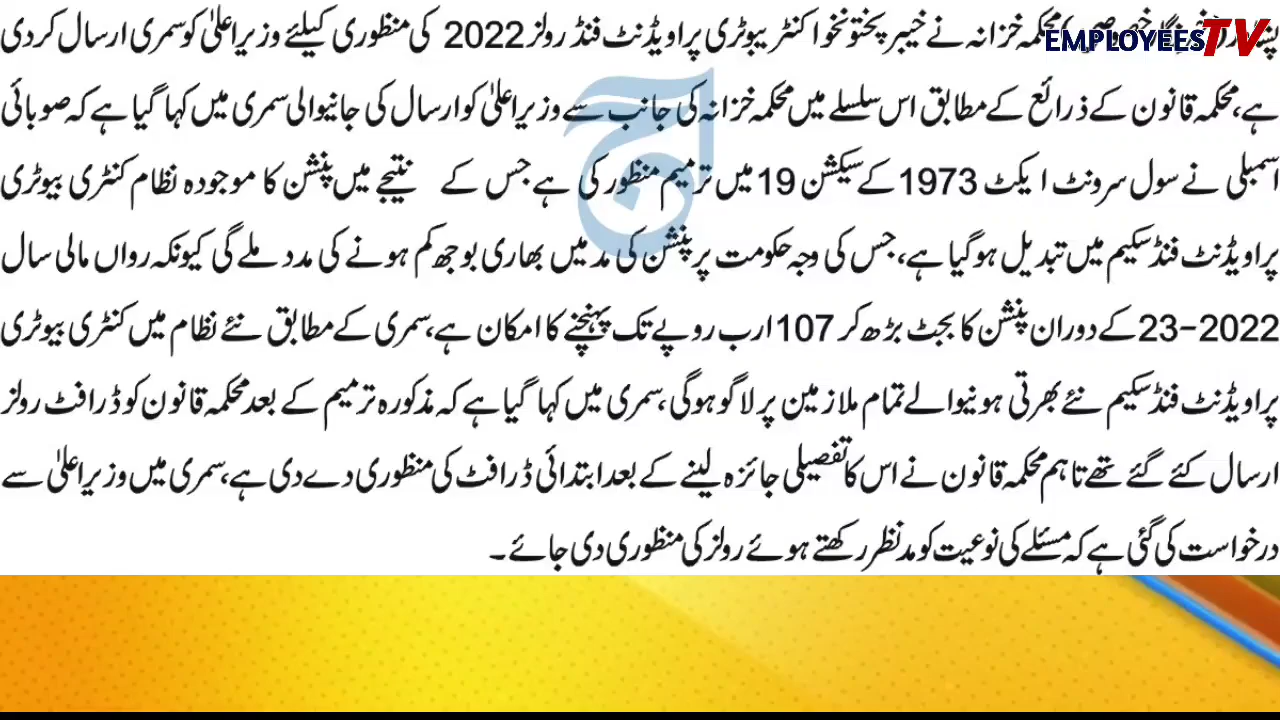 EMPLOYEES TV
محکمہ خزانہ نے خیبر پختونخوا کنٹریبیوٹری پراویڈنٹ فنڈ رولز 2022 کی منظوری کیلئے وزیراعلیٰ کو سمری ارسال کردی
ہے، محکمہ قانون کے ذرائع کے مطابق اس سلسلے میں محکمہ خزانہ کی جانب سے وزیراعلیٰ کو ارسال کی جانیوالی سمری میں کہا گیا ہے کہ صوبائی
اسمبلی نے سول سرونٹ ایکٹ 1973 کے سیکشن 19 میں ترمیم منظور کی ہے جس کے نتیجے میں پنشن کا موجودہ نظام کنٹری بیوٹری
پراویڈنٹ فنڈ سکیم میں تبدیل ہوگیا ہے، جس کی وجہ حکومت پر پنشن کی مد میں بھاری بوجھ کم ہونے کی مدد ملے گی کیونکہ رواں مالی سال
2022-23 کے دوران پنشن کا بجٹ بڑھ کر 107 ارب روپے تک پہنچنے کا امکان ہے، سمری کے مطابق نئے نظام میں کنٹری بیوٹری
پراویڈنٹ فنڈ سکیم نئے بھرتی ہونیوالے تمام ملازمین پر لاگو ہوگی، سمری میں کہا گیا ہے کہ مذکورہ ترمیم کے بعد محکمہ قانون کو ڈرافٹ رولز
ارسال کئے گئے تھے تاہم محکمہ قانون نے اس کا تفصیلی جائزہ لینے کے بعد ابتدائی ڈرافٹ کی منظوری دے دی ہے، سمری میں وزیراعلیٰ سے
درخواست کی گئی ہے کہ مسئلے کی نوعیت کو مدنظر رکھتے ہوئے رولز کی منظوری دی جائے۔